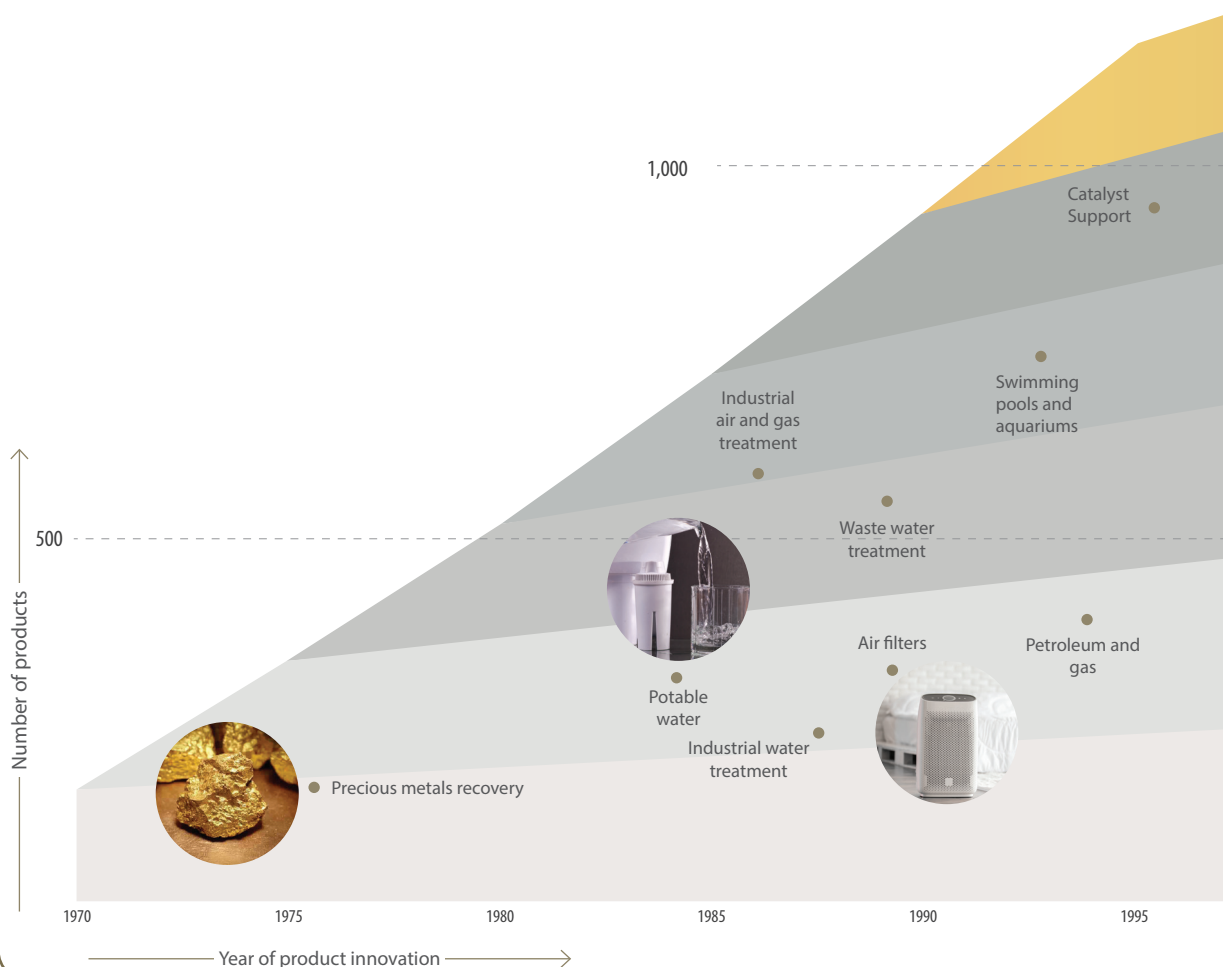 1,000
Catalyst
Support
Swimming
pools and
aquariums
Industrial
air and gas
treatment
500
Waste water
treatment
Number of products
Air filters
Petroleum and
gas
Potable
water
Industrial water
treatment
Precious metals recovery
1970
1975
1980
1985
1990
1995
Year of product innovation